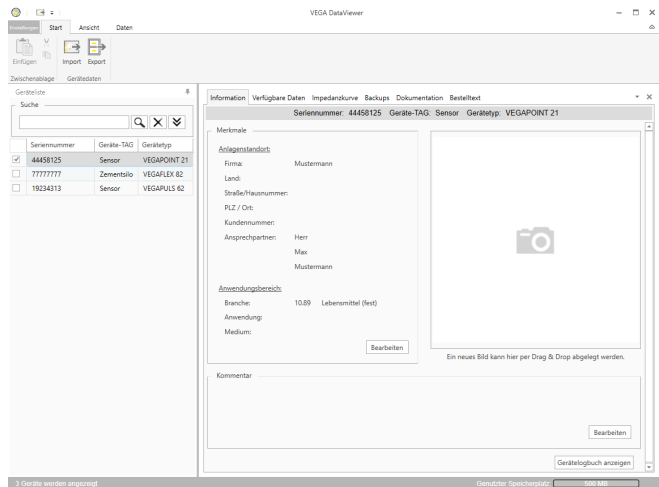 VEGA DataViewer
Einstellungen Start Ansicht Daten
Einfügen Import Export
Zwischenablage Gerätedaten
Geräteliste
Suche
Seriennummer Geräte-TAG Gerätetyp
44458125 Sensor VEGAPOINT 21
77777777 Zementsilo VEGAFLEX 82
19234313 Sensor VEGAPULS 62
Information Verfügbare Daten Impedanzkurve Backups Dokumentation Bestelltext
Seriennummer: 44458125 Geräte-TAG: Sensor Gerätetyp: VEGAPOINT 21
Merkmale
Anlagenstandort:
Firma: Mustermann
Land:
Straße/Hausnummer:
PLZ / Ort:
Kundennummer:
Ansprechpartner: Herr
Max
Mustermann
Anwendungsbereich:
Branche: 10.89 Lebensmittel (fest)
Anwendung:
Medium:
Bearbeiten
Ein neues Bild kann hier per Drag & Drop abgelegt werden.
Kommentar
Bearbeiten
Gerätelogbuch anzeigen
3 Geräte werden angezeigt Genutzter Speicherplatz: 500 MB